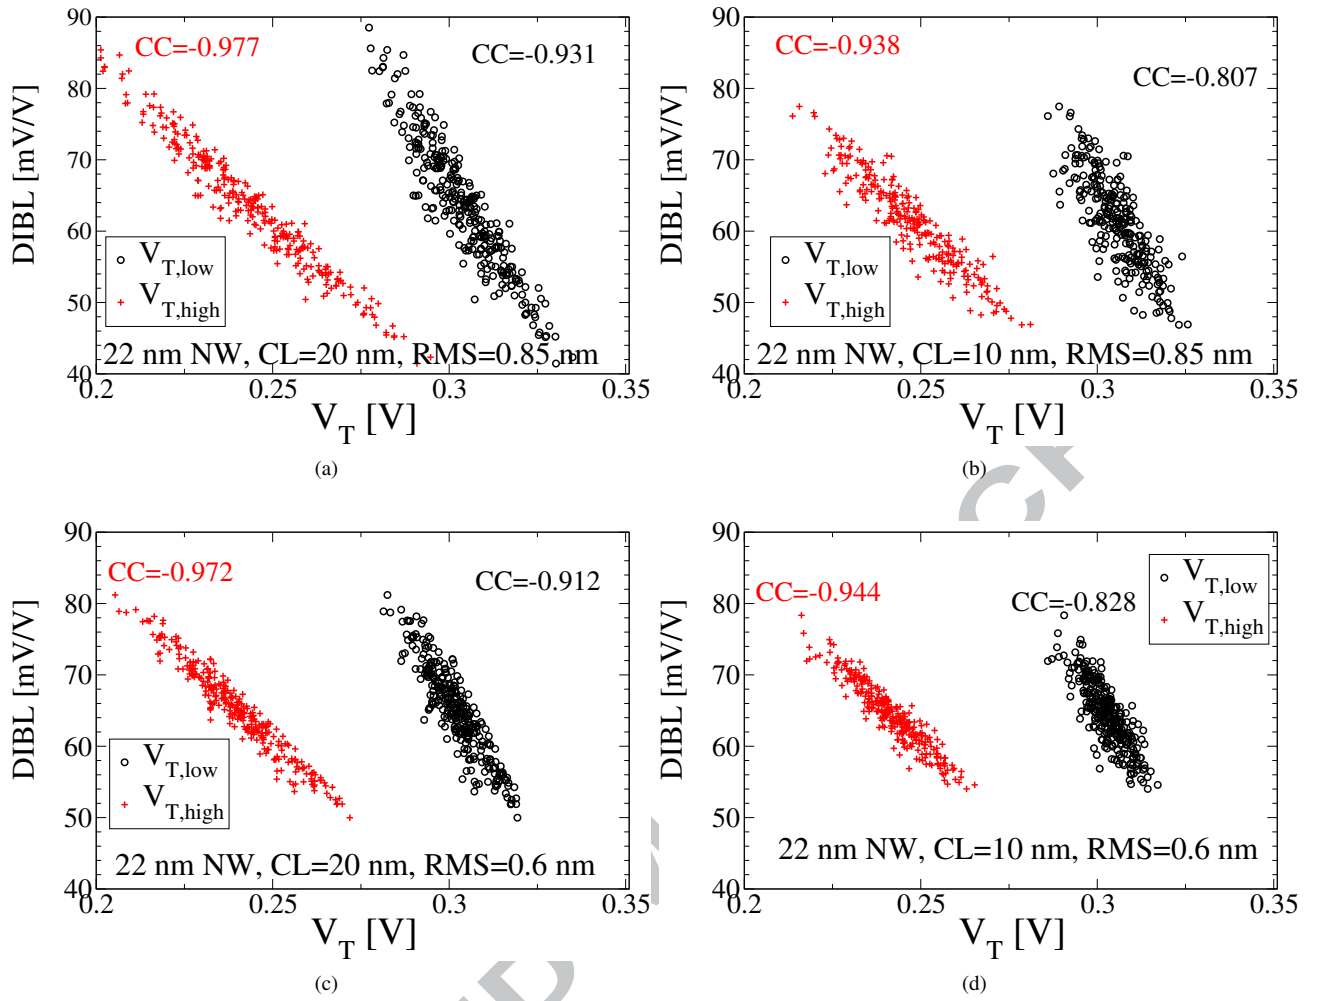 90
80
70
60
50
40
DIBL [mV/V]
CC=-0.977
CC=-0.931
V_T,low
V_T,high
22 nm NW, CL=20 nm, RMS=0.85 nm
0.2 0.25 0.3 0.35
V_T [V]
(a)
90
80
70
60
50
40
DIBL [mV/V]
CC=-0.938
CC=-0.807
V_T,low
V_T,high
22 nm NW, CL=10 nm, RMS=0.85 nm
0.2 0.25 0.3 0.35
V_T [V]
(b)
90
80
70
60
50
40
DIBL [mV/V]
CC=-0.972
CC=-0.912
V_T,low
V_T,high
22 nm NW, CL=20 nm, RMS=0.6 nm
0.2 0.25 0.3 0.35
V_T [V]
(c)
90
80
70
60
50
40
DIBL [mV/V]
CC=-0.944
CC=-0.828
V_T,low
V_T,high
22 nm NW, CL=10 nm, RMS=0.6 nm
0.2 0.25 0.3 0.35
V_T [V]
(d)